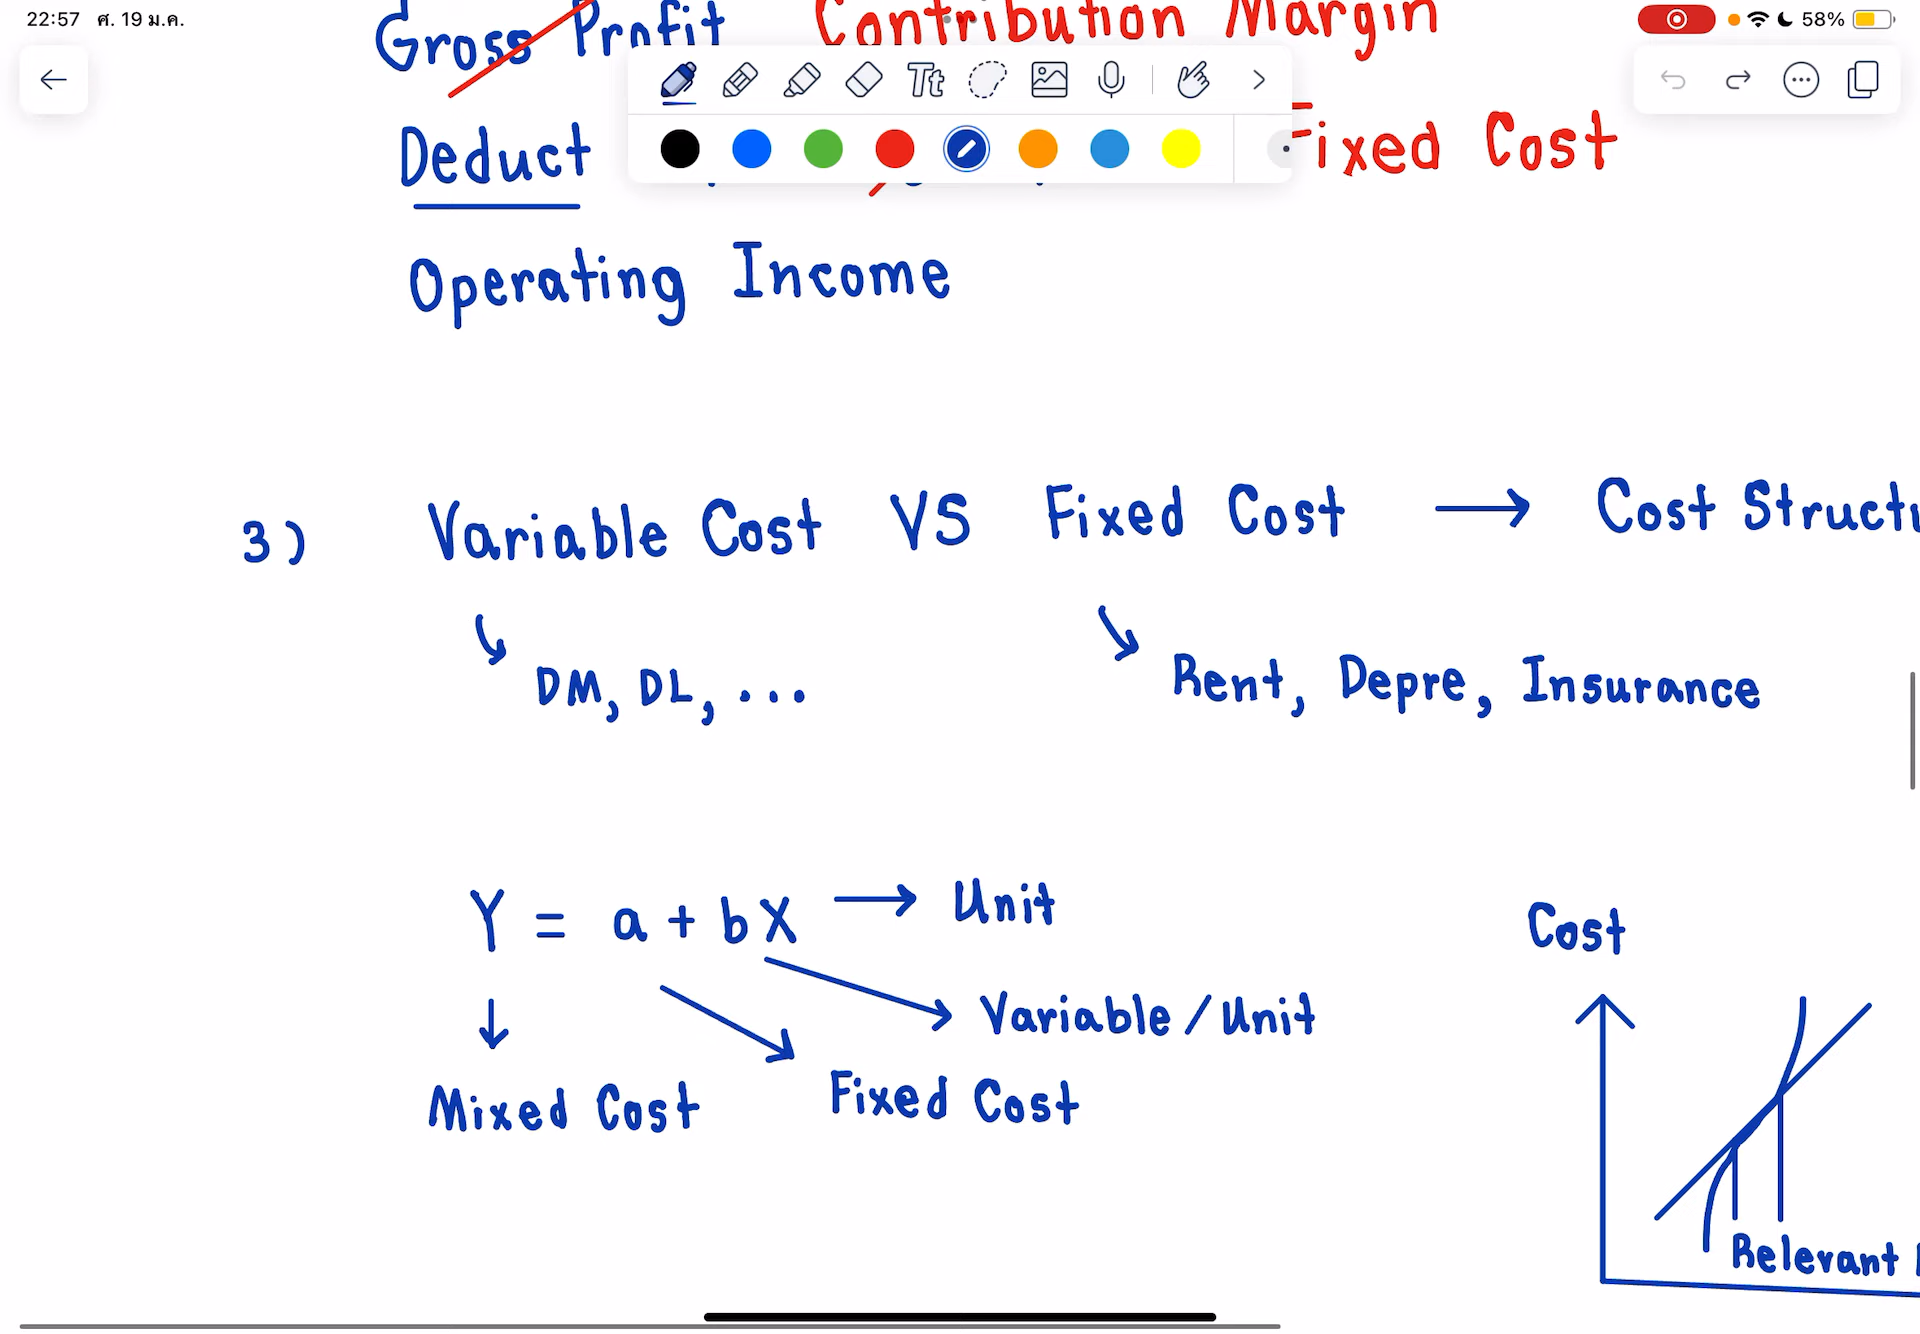 22:57 ศ. 19 ม.ค.
58%
Gross Profit Contribution Margin
Tt
Deduct Fixed Cost
Operating Income
3) Variable Cost VS Fixed Cost → Cost Structu
DM, DL, ...
Rent, Depre, Insurance
Y = a + bX → Unit
Variable / Unit
Mixed Cost
Fixed Cost
Cost
Relevant